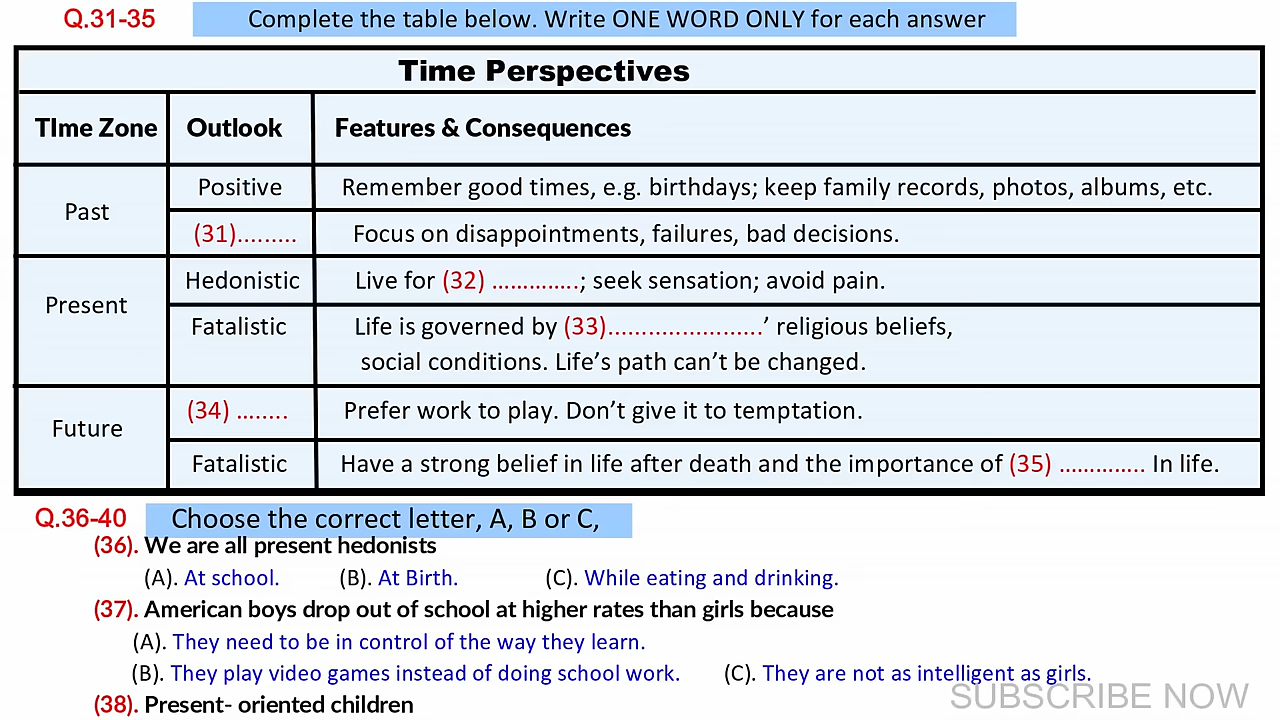 Q.31-35 Complete the table below. Write ONE WORD ONLY for each answer
Time Perspectives
TIme Zone Outlook Features & Consequences
Past
Positive Remember good times, e.g. birthdays; keep family records, photos, albums, etc.
(31)......... Focus on disappointments, failures, bad decisions.
Present
Hedonistic Live for (32) .............; seek sensation; avoid pain.
Fatalistic Life is governed by (33).......................’ religious beliefs,
social conditions. Life’s path can’t be changed.
Future
(34) ........ Prefer work to play. Don’t give it to temptation.
Fatalistic Have a strong belief in life after death and the importance of (35) .............. In life.
Q.36-40 Choose the correct letter, A, B or C,
(36). We are all present hedonists
(A). At school. (B). At Birth. (C). While eating and drinking.
(37). American boys drop out of school at higher rates than girls because
(A). They need to be in control of the way they learn.
(B). They play video games instead of doing school work. (C). They are not as intelligent as girls.
SUBSCRIBE NOW
(38). Present- oriented children